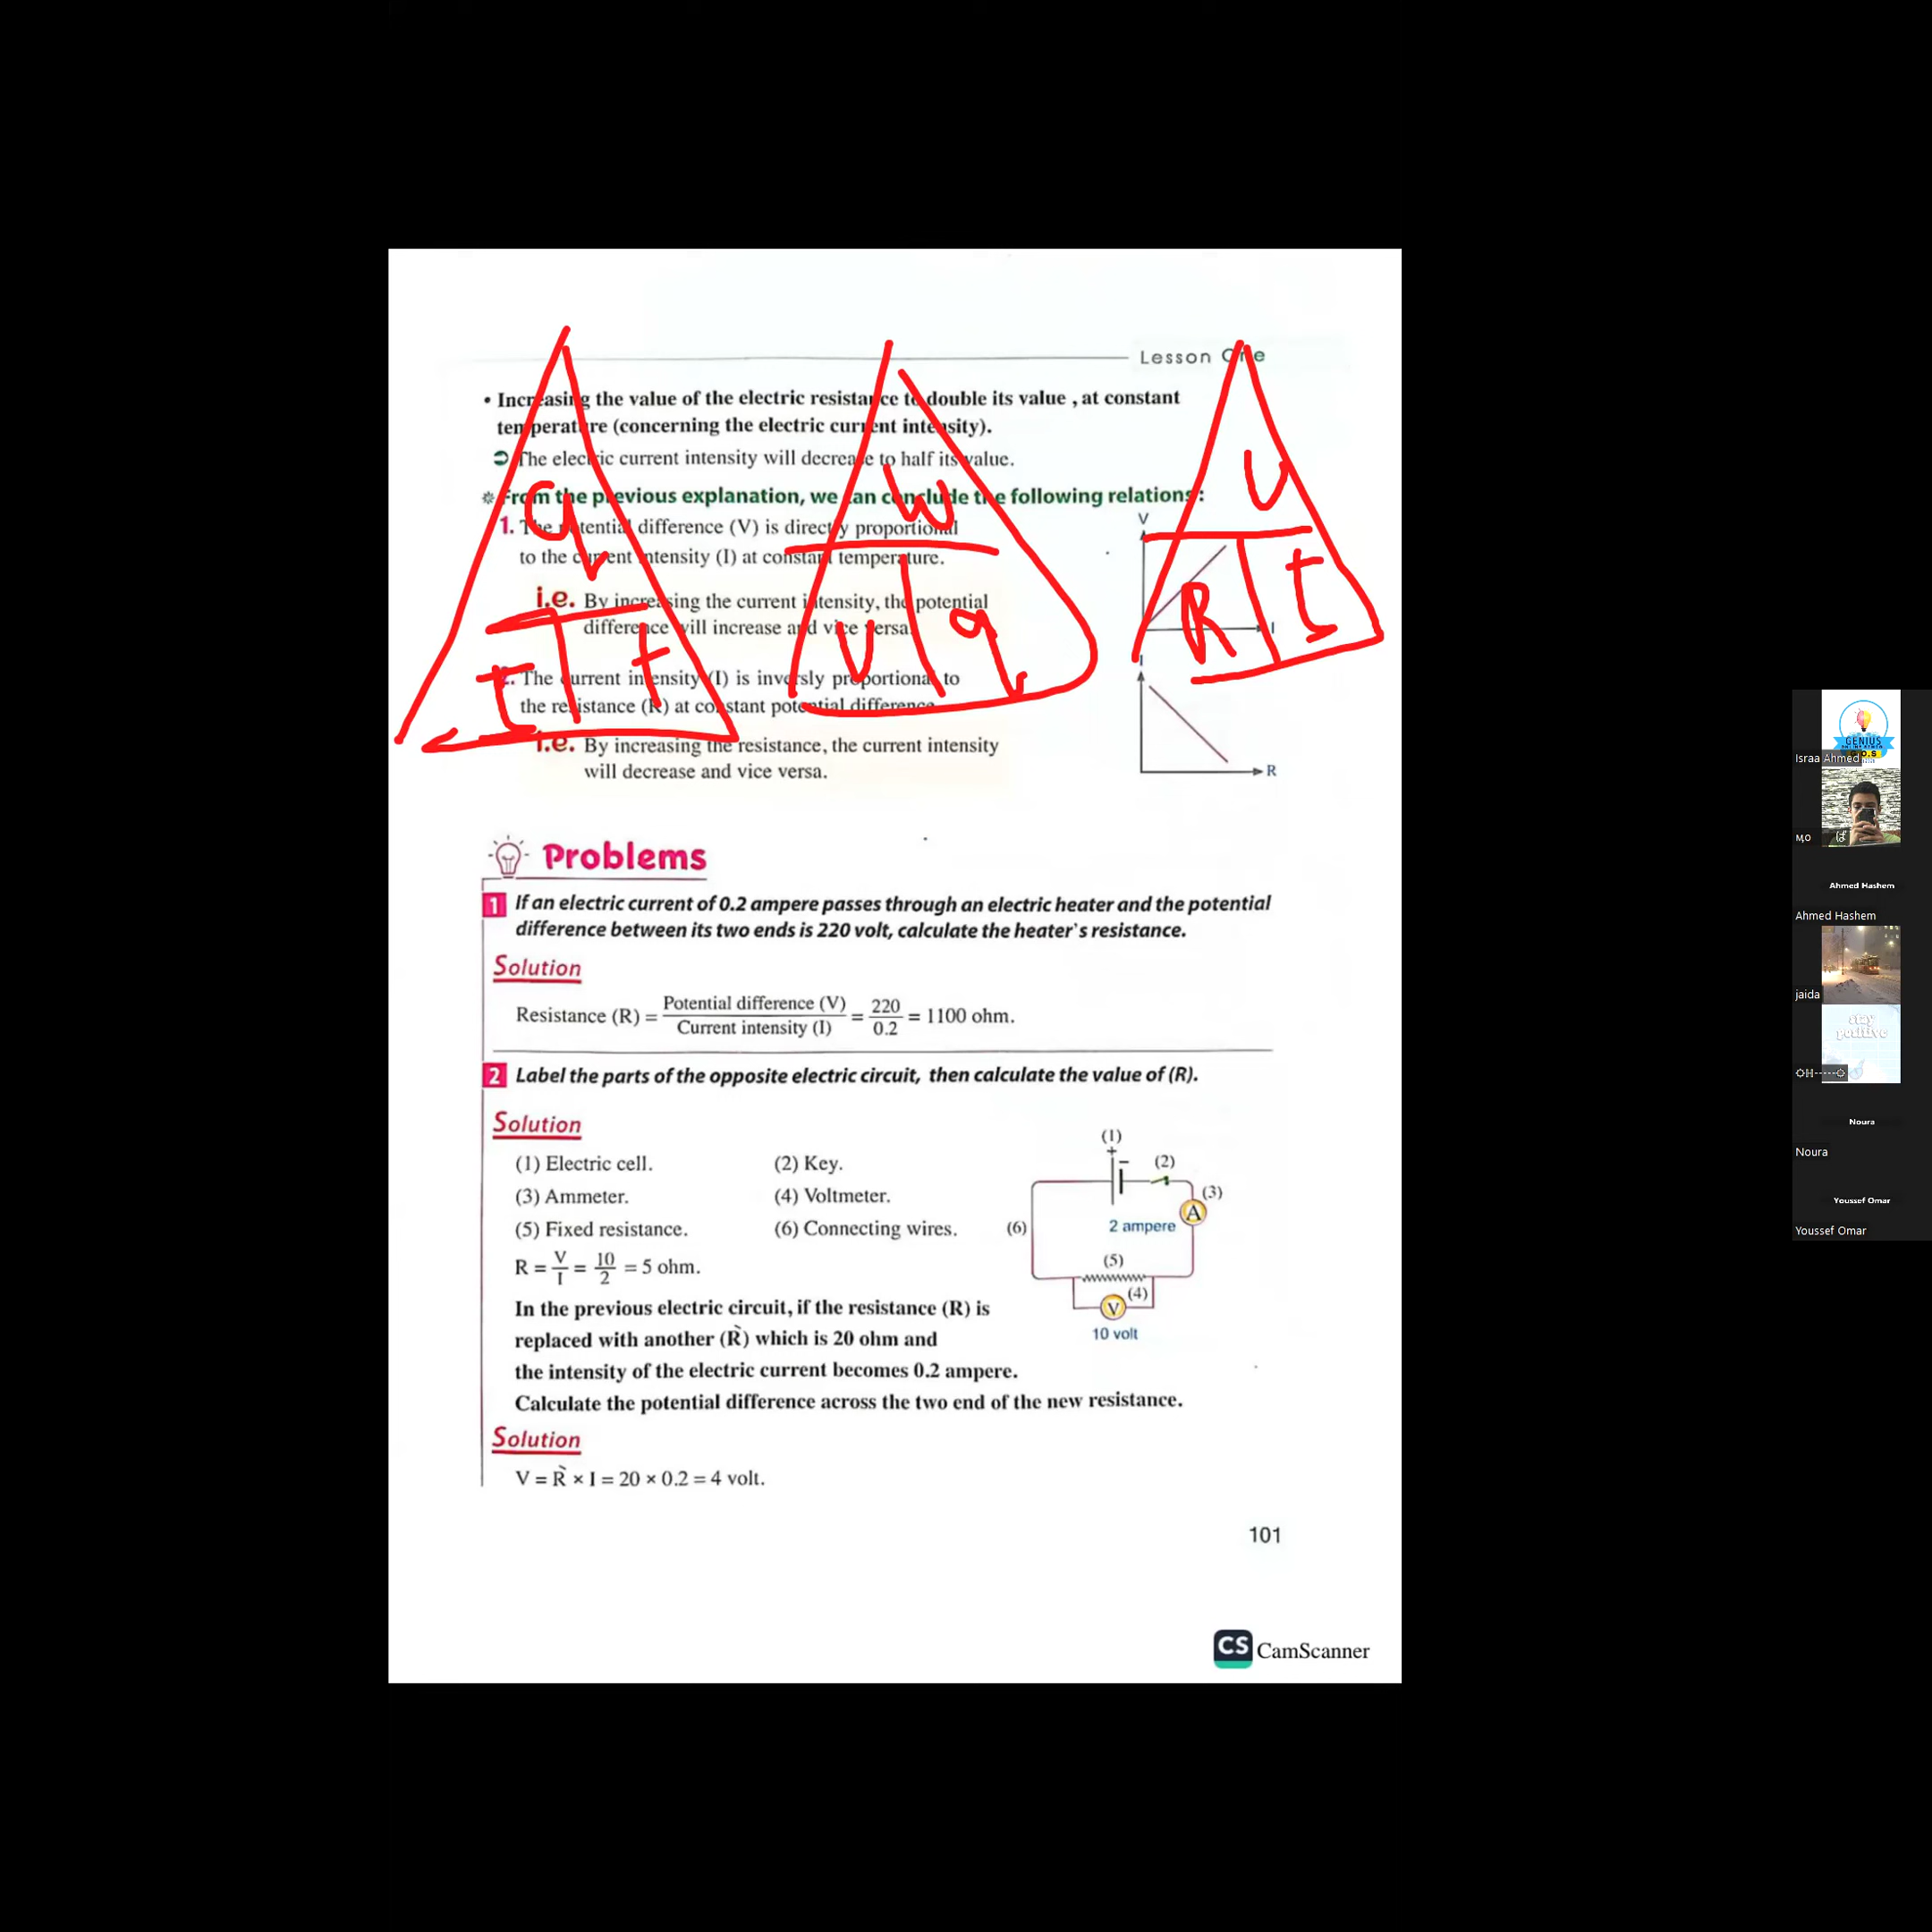 Lesson One
• Increasing the value of the electric resistance to double its value , at constant
temperature (concerning the electric current intensity).
The electric current intensity will decrease to half its value.
From the previous explanation, we can conclude the following relations :
1. The potential difference (V) is directly proportional
to the current intensity (I) at constant temperature.
i.e. By increasing the current intensity, the potential
difference will increase and vice versa.
2. The current intensity (I) is inversly proportional to
the resistance (R) at constant potential difference.
i.e. By increasing the resistance, the current intensity
will decrease and vice versa.
V
I
I
R
q
I t
W
V q
V
R I
Problems
1 If an electric current of 0.2 ampere passes through an electric heater and the potential
difference between its two ends is 220 volt, calculate the heater's resistance.
Solution
Resistance (R) = Potential difference (V) / Current intensity (I) = 220 / 0.2 = 1100 ohm.
2 Label the parts of the opposite electric circuit, then calculate the value of (R).
Solution
(1) Electric cell. (2) Key.
(3) Ammeter. (4) Voltmeter.
(5) Fixed resistance. (6) Connecting wires.
R = V / I = 10 / 2 = 5 ohm.
(1)
+ −
(2)
(3)
A
2 ampere
(6)
(5)
(4)
V
10 volt
In the previous electric circuit, if the resistance (R) is
replaced with another (R̀) which is 20 ohm and
the intensity of the electric current becomes 0.2 ampere.
Calculate the potential difference across the two end of the new resistance.
Solution
V = R̀ × I = 20 × 0.2 = 4 volt.
101
CS CamScanner
GENIUS
G.O.S
Israa Ahmed
Ahmed Hashem
Ahmed Hashem
jaida
stay
positive
Noura
Noura
Youssef Omar
Youssef Omar